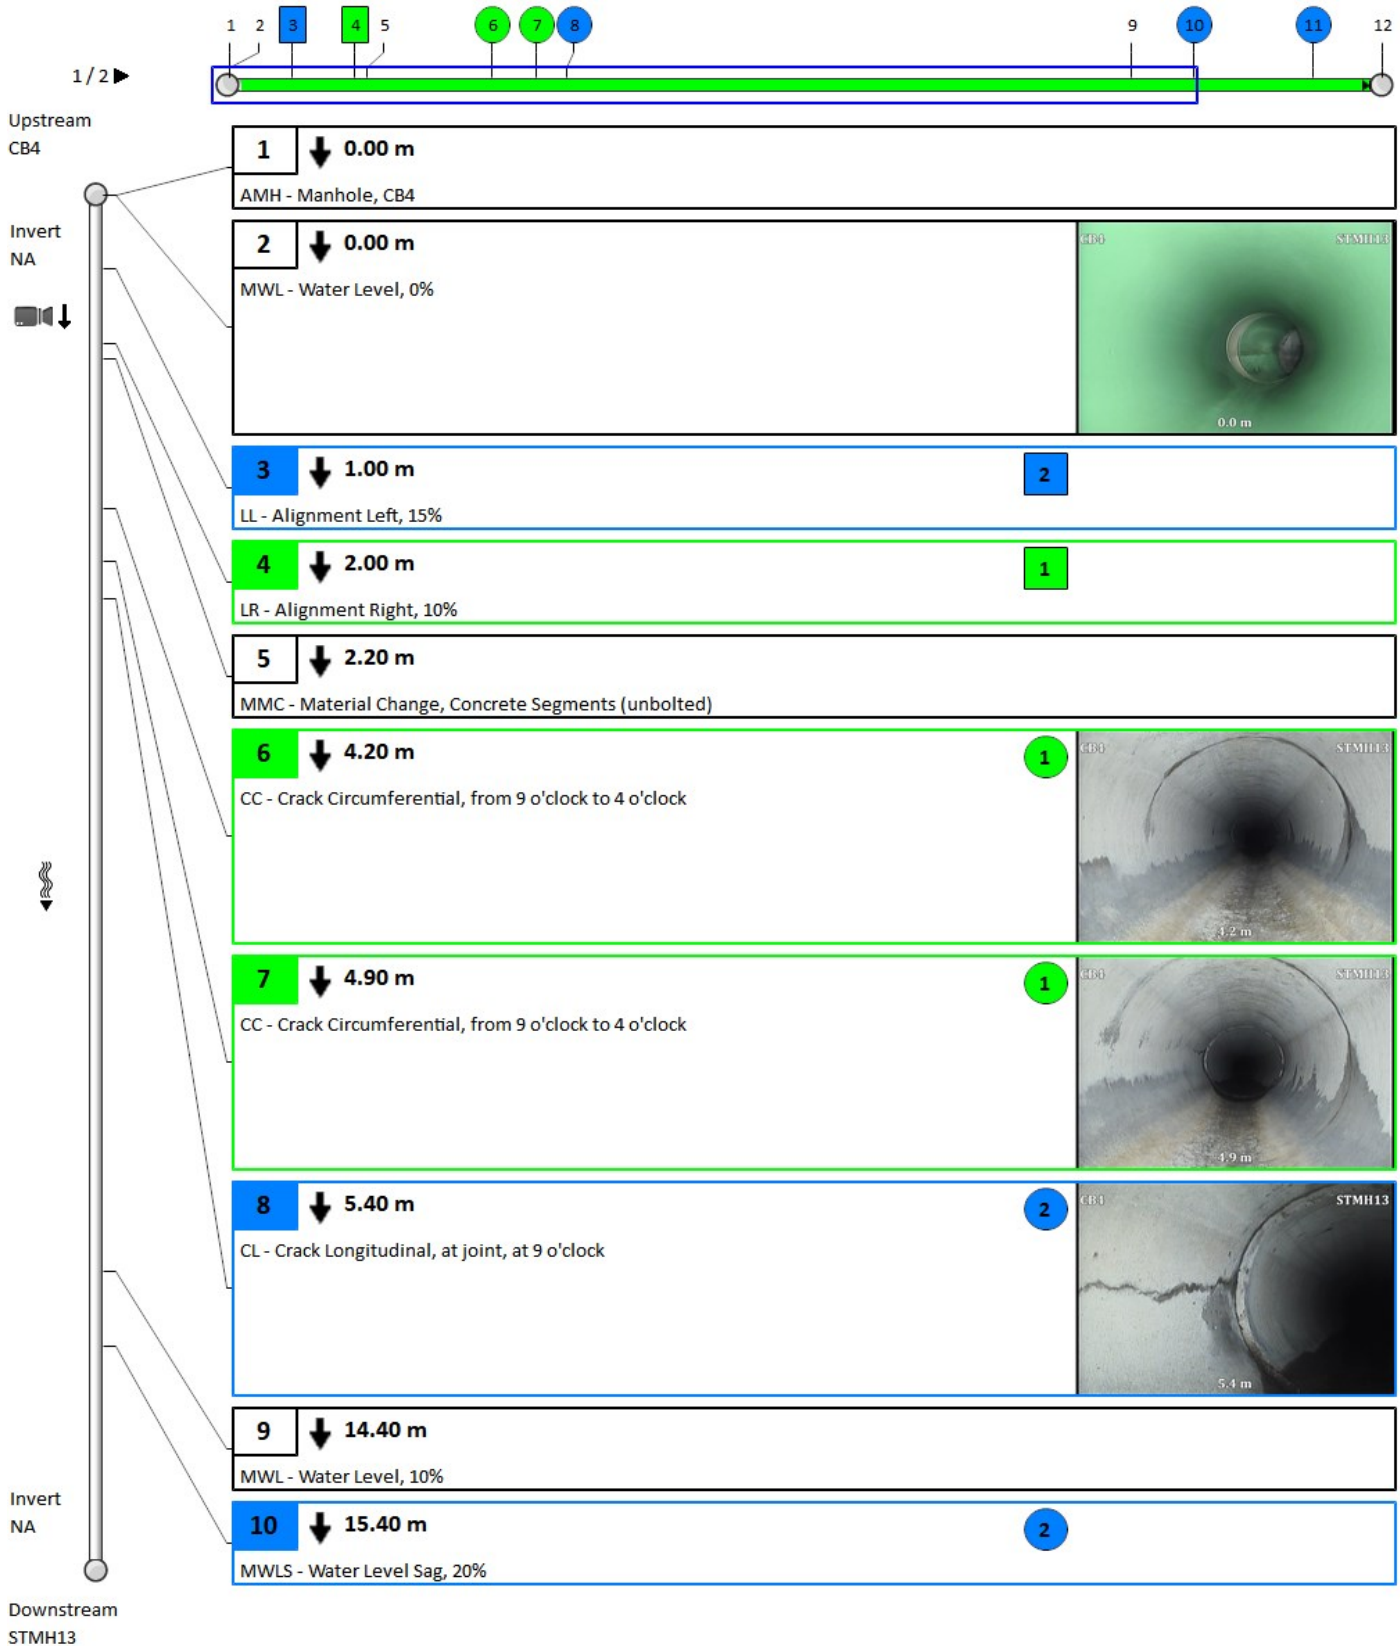 1 2 3 4 5 6 7 8 9 10 11 12
1 / 2
Upstream
CB4
Invert
NA
1 0.00 m
AMH - Manhole, CB4
2 0.00 m
MWL - Water Level, 0%
CB4 STMH13
0.0 m
3 1.00 m 2
LL - Alignment Left, 15%
4 2.00 m 1
LR - Alignment Right, 10%
5 2.20 m
MMC - Material Change, Concrete Segments (unbolted)
6 4.20 m 1
CC - Crack Circumferential, from 9 o'clock to 4 o'clock
CB4 STMH13
4.2 m
7 4.90 m 1
CC - Crack Circumferential, from 9 o'clock to 4 o'clock
CB4 STMH13
4.9 m
8 5.40 m 2
CL - Crack Longitudinal, at joint, at 9 o'clock
CB4 STMH13
5.4 m
9 14.40 m
MWL - Water Level, 10%
10 15.40 m 2
MWLS - Water Level Sag, 20%
Invert
NA
Downstream
STMH13